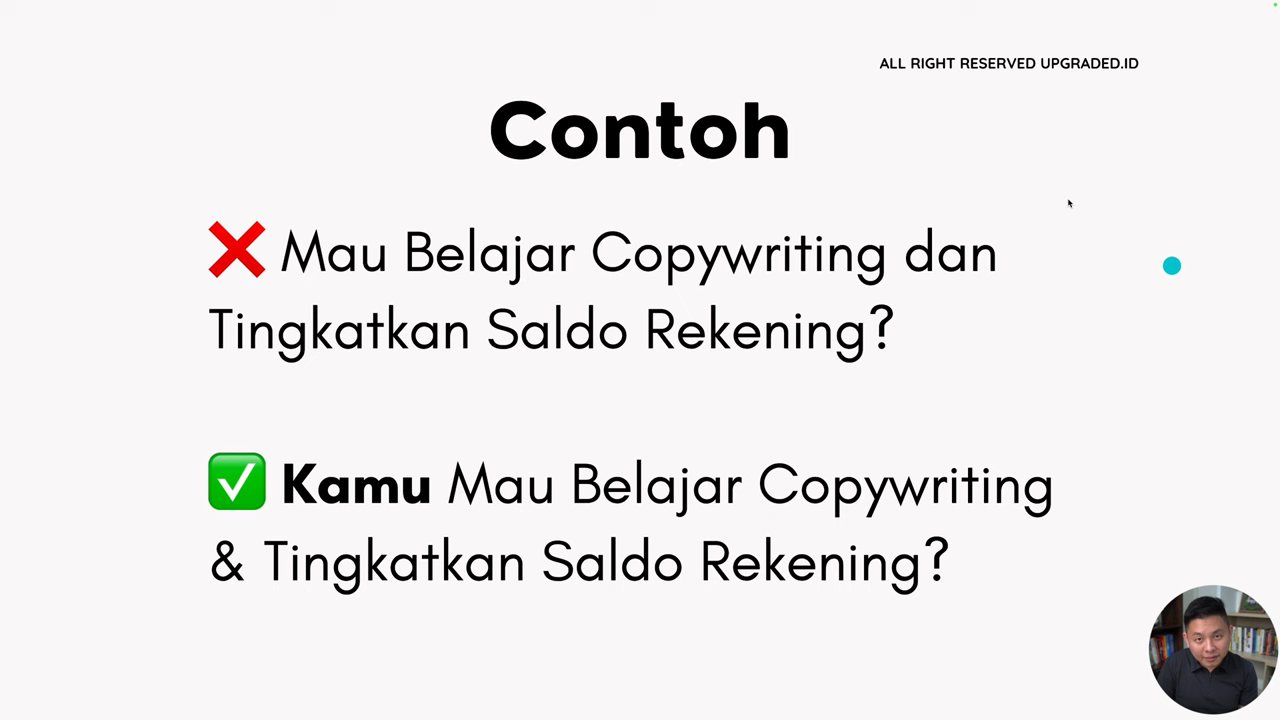 ALL RIGHT RESERVED UPGRADED.ID
Contoh
❌ Mau Belajar Copywriting dan
Tingkatkan Saldo Rekening?
✅ Kamu Mau Belajar Copywriting
& Tingkatkan Saldo Rekening?